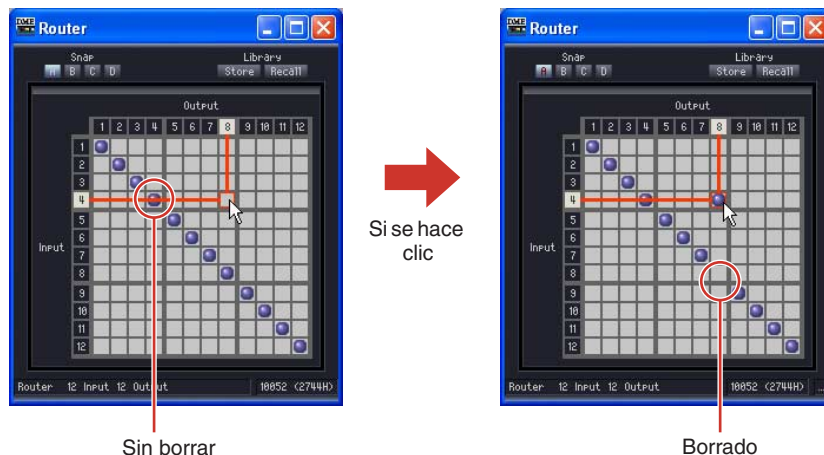 DME Router
Snap
Library
A B C D
Store Recall
Output
1 2 3 4 5 6 7 8 9 10 11 12
1
2
3
4
5
6
Input
7
8
9
10
11
12
Router 12 Input 12 Output 10052 (2744H)
Sin borrar
Si se hace
clic
DME Router
Snap
Library
A B C D
Store Recall
Output
1 2 3 4 5 6 7 8 9 10 11 12
1
2
3
4
5
6
Input
7
8
9
10
11
12
Router 12 Input 12 Output 10052 (2744H) ...
Borrado